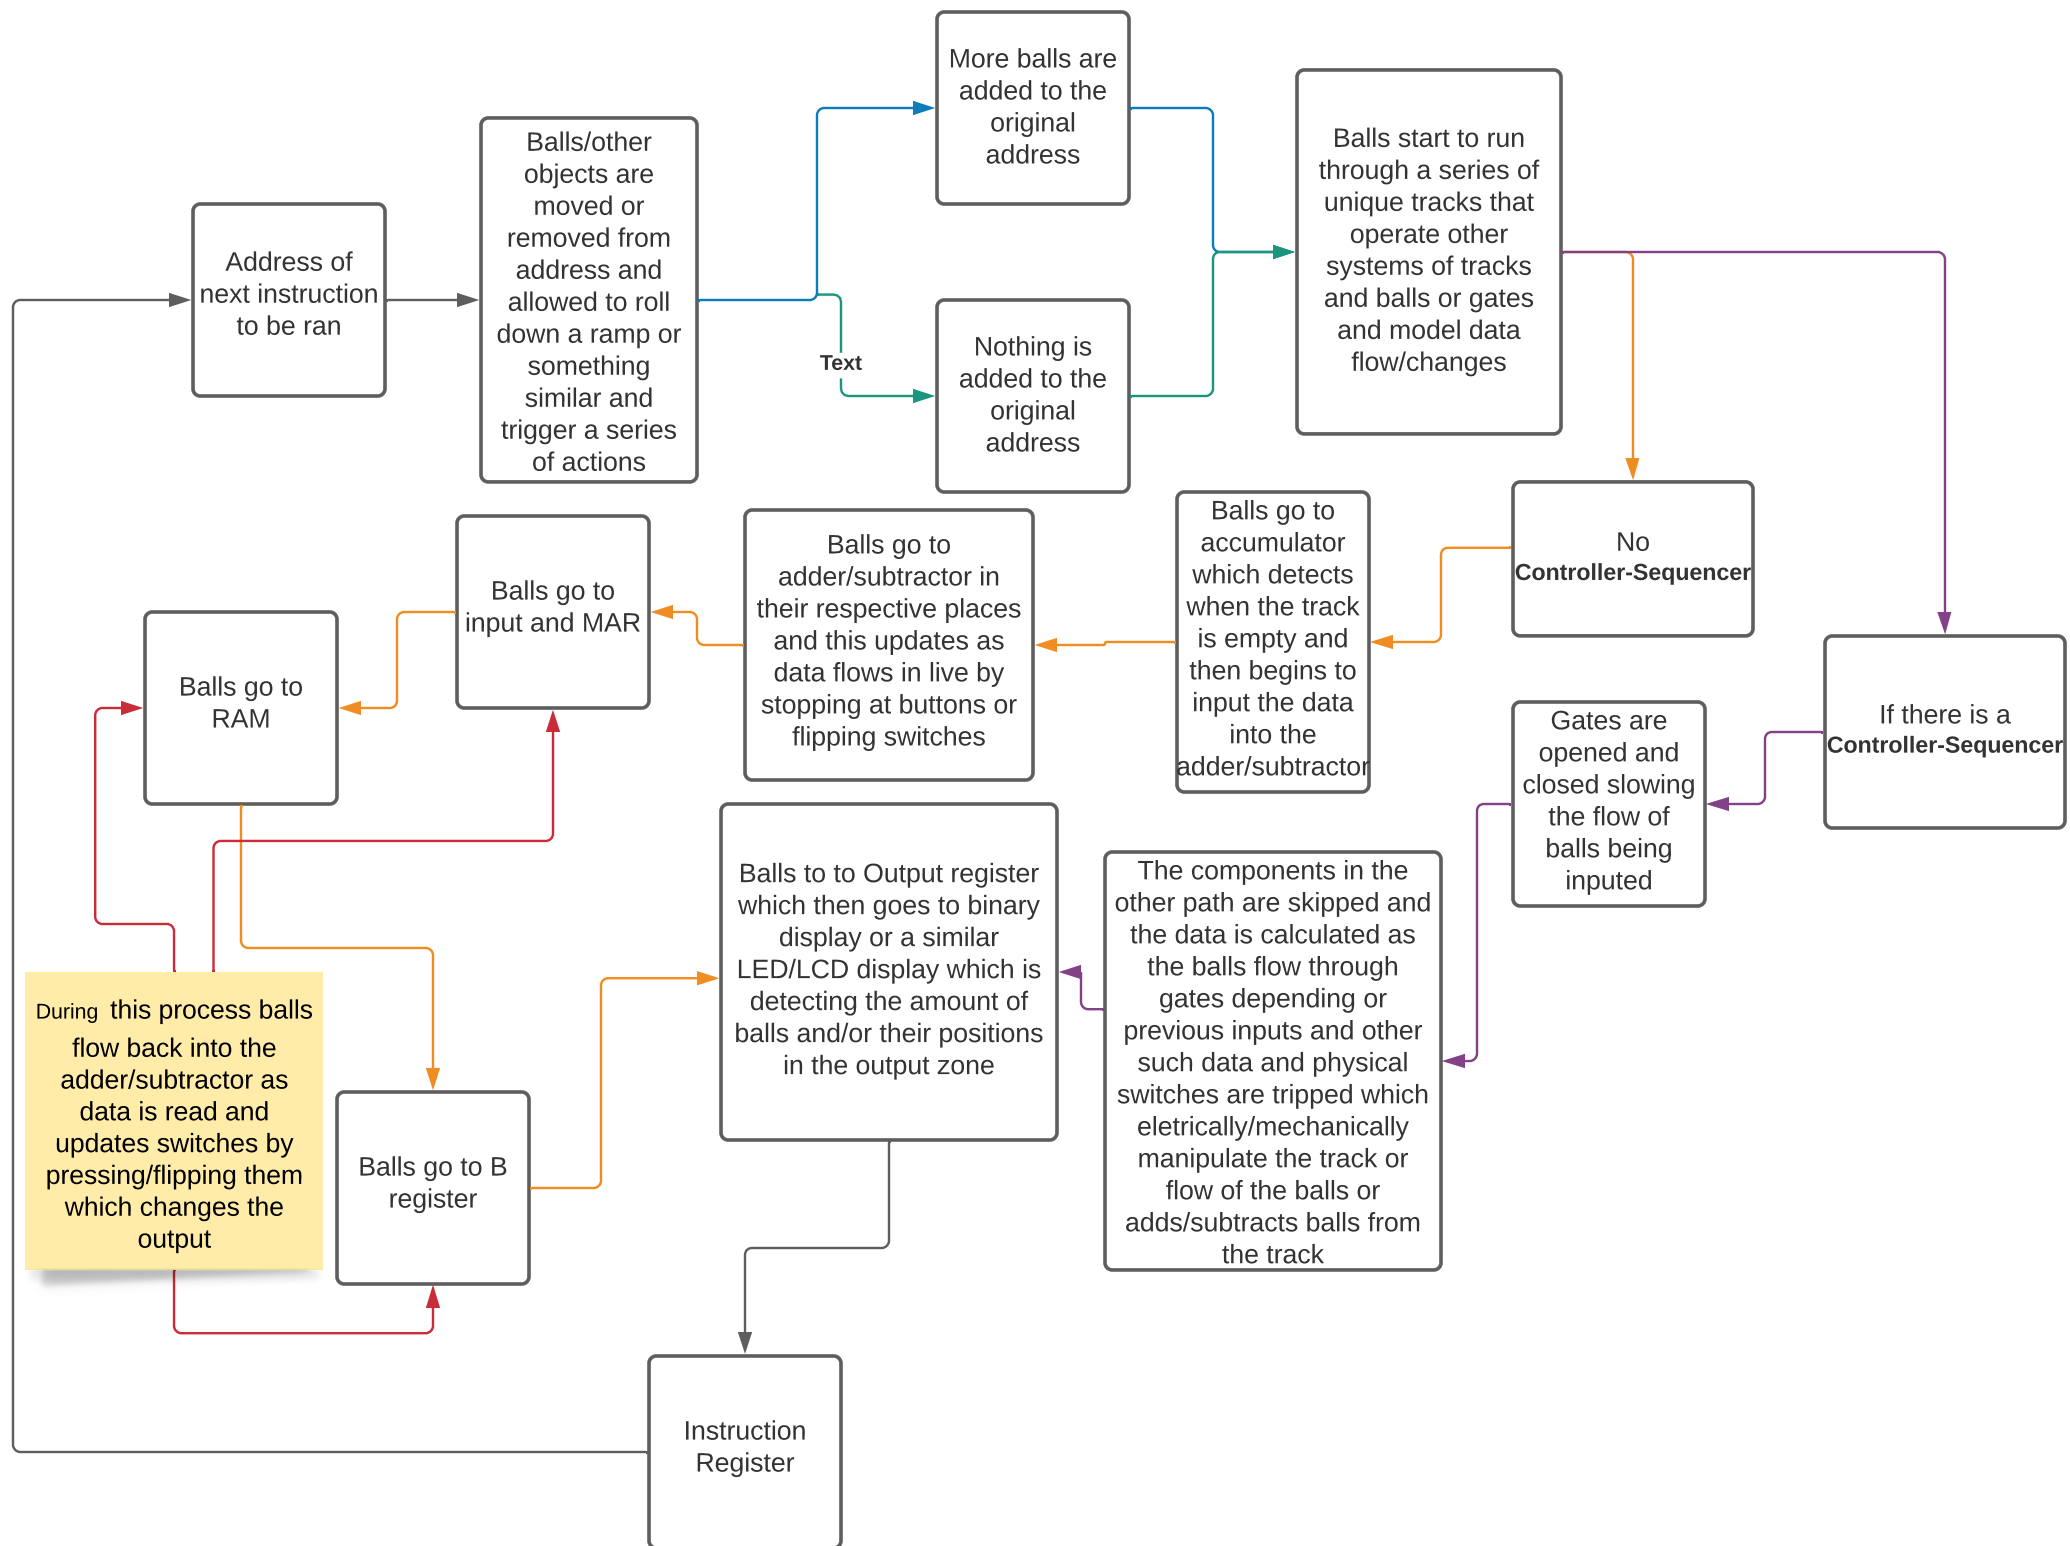 More balls are
added to the
original
address
Balls/other
objects are
moved or
removed from
address and
allowed to roll
down a ramp or
something
similar and
trigger a series
of actions
Balls start to run
through a series of
unique tracks that
operate other
systems of tracks
and balls or gates
and model data
flow/changes
Address of
next instruction
to be ran
Text
Nothing is
added to the
original
address
No
Controller-Sequencer
Balls go to
accumulator
which detects
when the track
is empty and
then begins to
input the data
into the
adder/subtractor
Balls go to
adder/subtractor in
their respective places
and this updates as
data flows in live by
stopping at buttons or
flipping switches
Balls go to
input and MAR
Balls go to
RAM
If there is a
Controller-Sequencer
Gates are
opened and
closed slowing
the flow of
balls being
inputed
The components in the
other path are skipped and
the data is calculated as
the balls flow through
gates depending or
previous inputs and other
such data and physical
switches are tripped which
eletrically/mechanically
manipulate the track or
flow of the balls or
adds/subtracts balls from
the track
Balls to to Output register
which then goes to binary
display or a similar
LED/LCD display which is
detecting the amount of
balls and/or their positions
in the output zone
During this process balls
flow back into the
adder/subtractor as
data is read and
updates switches by
pressing/flipping them
which changes the
output
Balls go to B
register
Instruction
Register